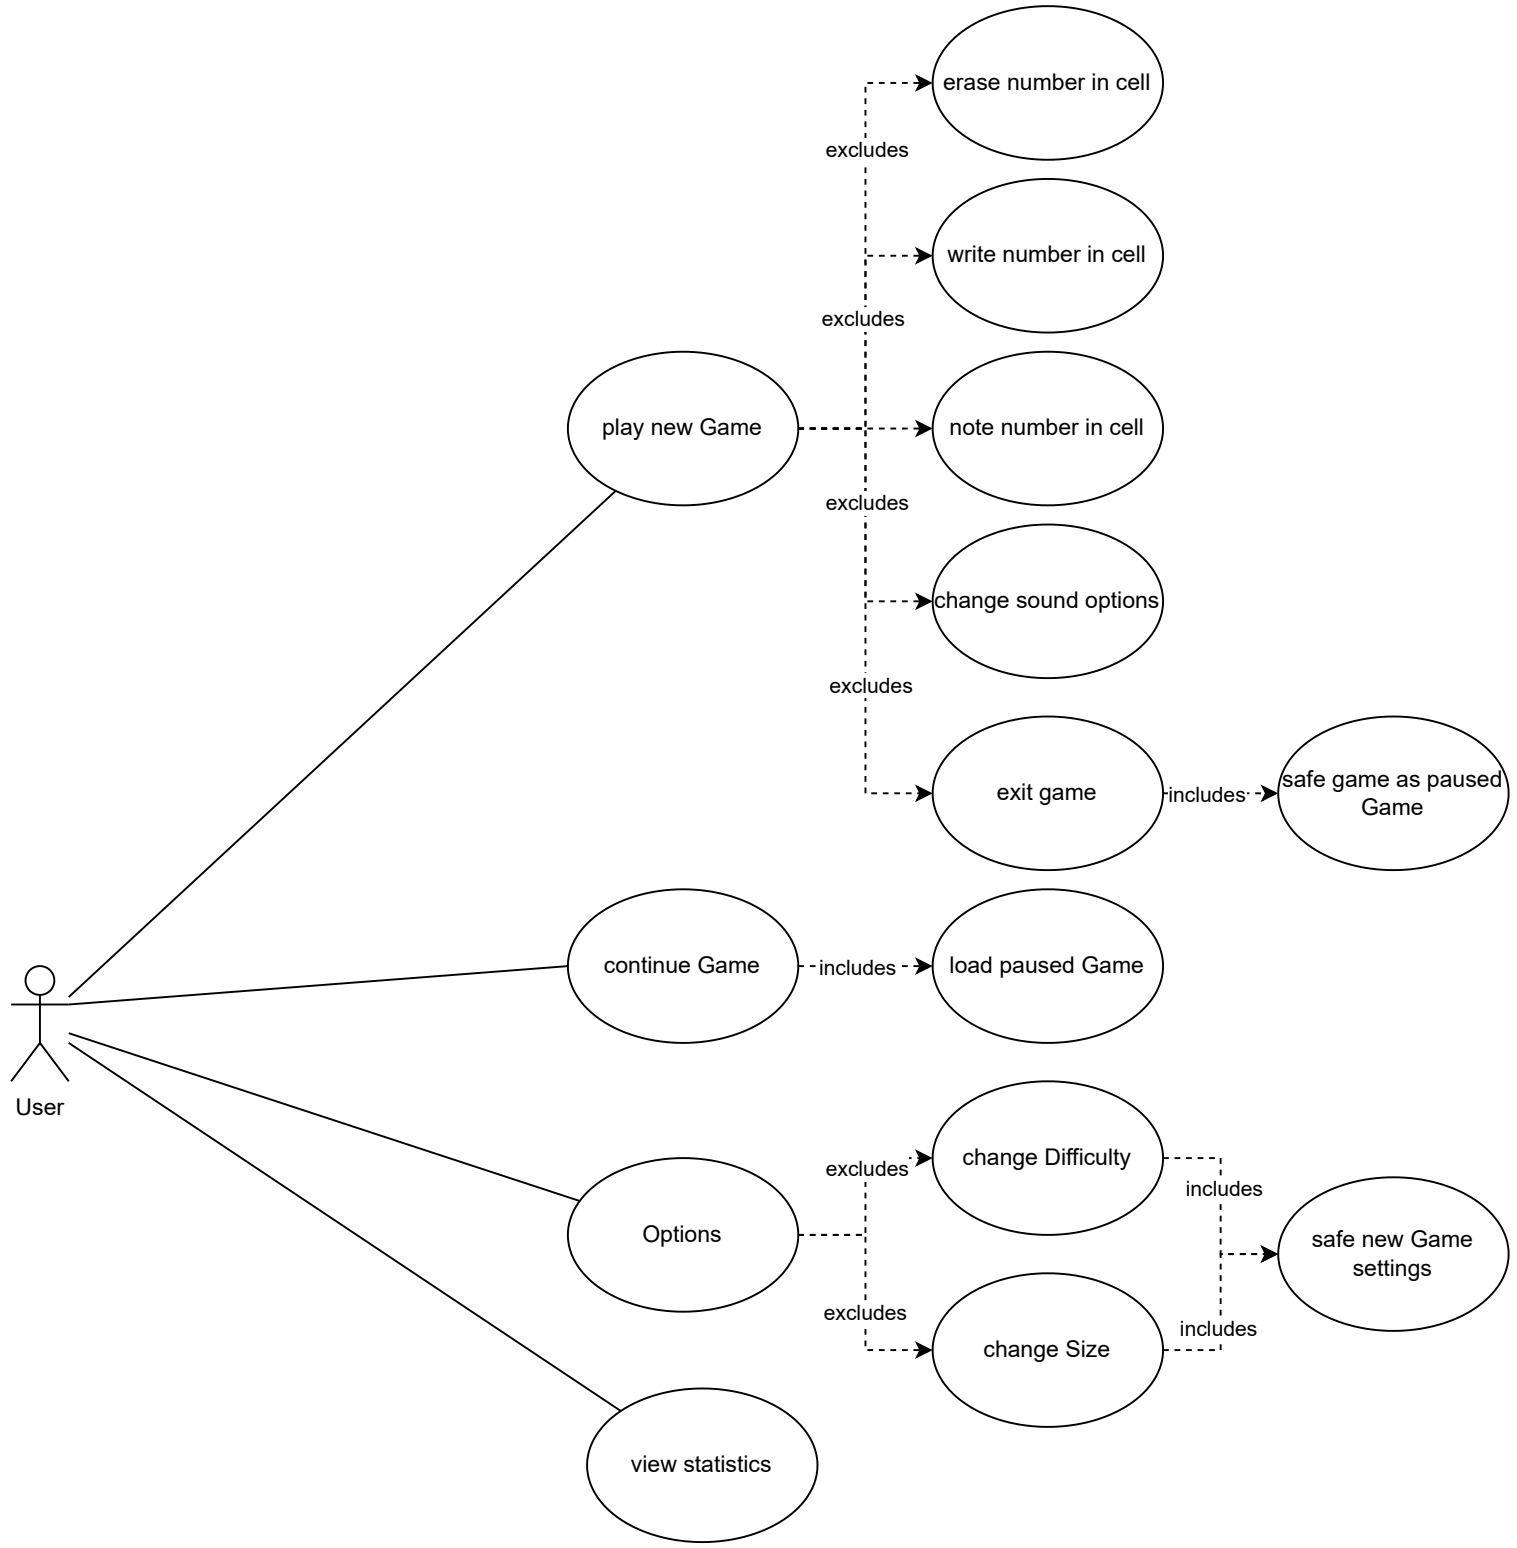 erase number in cell
excludes
write number in cell
excludes
play new Game
note number in cell
excludes
change sound options
excludes
exit game
includes
safe game as paused
Game
continue Game
includes
load paused Game
User
excludes
change Difficulty
includes
Options
safe new Game
settings
excludes
change Size
includes
view statistics